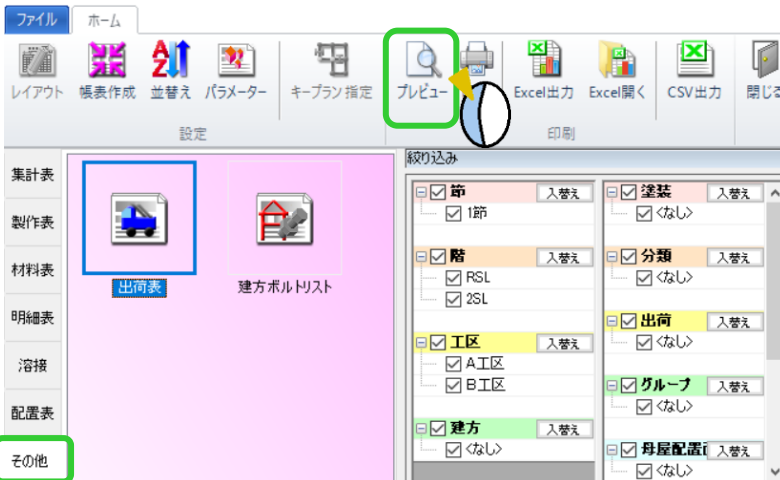 ファイル ホーム
レイアウト 帳表作成 並替え パラメーター キープラン指定 プレビュー Excel出力 Excel開く CSV出力 閉じる
設定 印刷
集計表
製作表
材料表
明細表
溶接
配置表
その他
出荷表 建方ボルトリスト
絞り込み
節 入替え
1節
階 入替え
RSL
2SL
工区 入替え
A工区
B工区
建方 入替え
<なし>
塗装 入替え
<なし>
分類 入替え
<なし>
出荷 入替え
<なし>
グループ 入替え
<なし>
母屋配置 入替え
<なし>